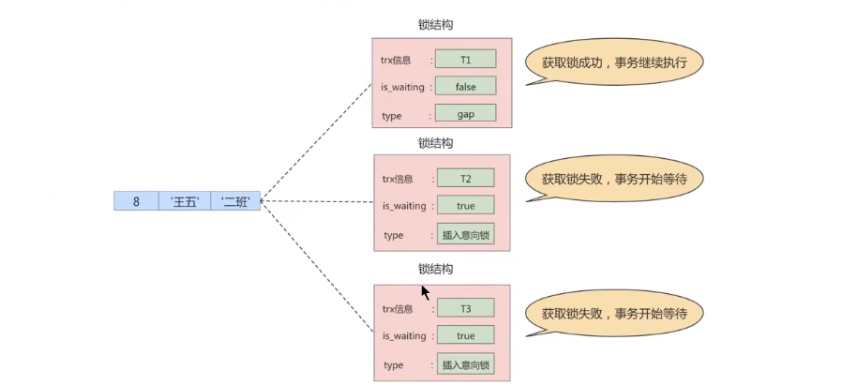 锁结构
trx信息 : T1
is_waiting : false
type : gap
获取锁成功，事务继续执行
锁结构
trx信息 : T2
is_waiting : true
type : 插入意向锁
获取锁失败，事务开始等待
8 '王五' '二班'
锁结构
trx信息 : T3
is_waiting : true
type : 插入意向锁
获取锁失败，事务开始等待